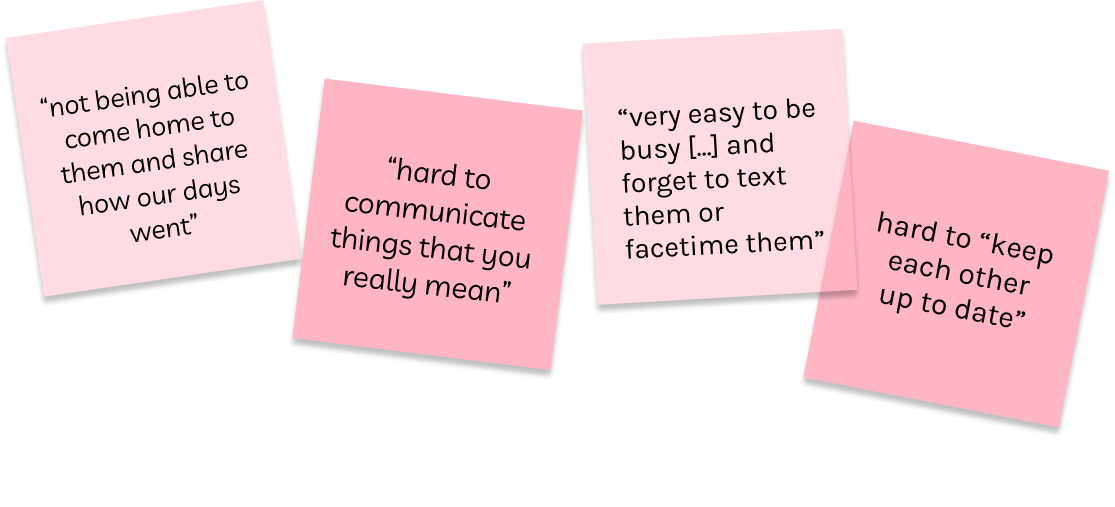 “not being able to
come home to
them and share
how our days
went”
“hard to
communicate
things that you
really mean”
“very easy to be
busy [...] and
forget to text
them or
facetime them”
hard to “keep
each other
up to date”